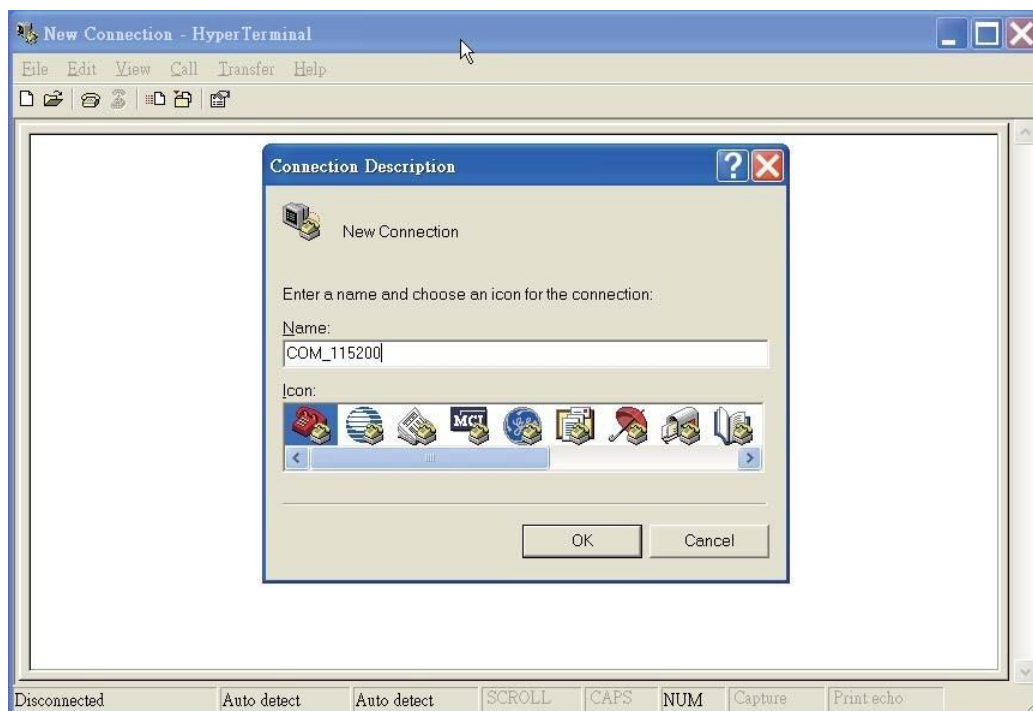 New Connection - HyperTerminal
File Edit View Call Transfer Help
Connection Description
New Connection
Enter a name and choose an icon for the connection:
Name:
COM_115200
Icon:
MCI
OK Cancel
Disconnected Auto detect Auto detect SCROLL CAPS NUM Capture Print echo